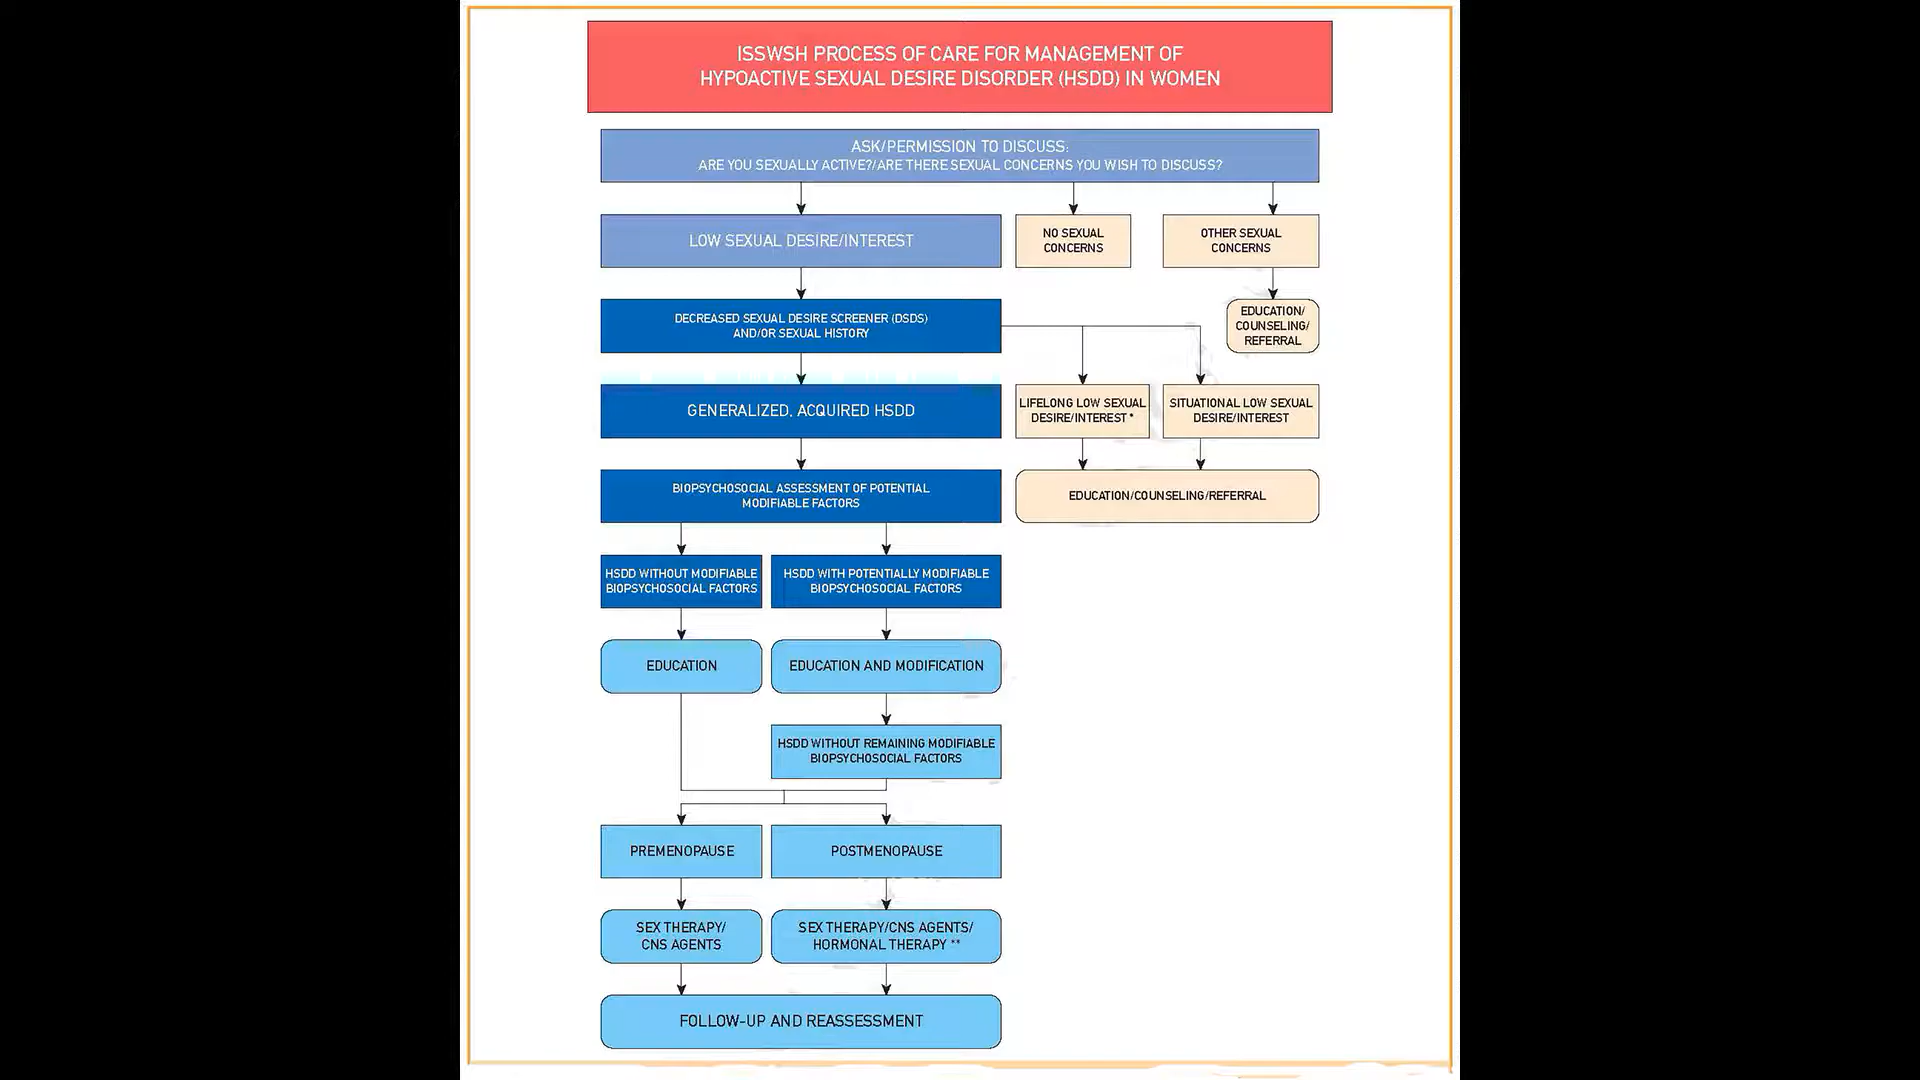 ISSWSH PROCESS OF CARE FOR MANAGEMENT OF
HYPOACTIVE SEXUAL DESIRE DISORDER (HSDD) IN WOMEN
ASK/PERMISSION TO DISCUSS:
ARE YOU SEXUALLY ACTIVE?/ARE THERE SEXUAL CONCERNS YOU WISH TO DISCUSS?
LOW SEXUAL DESIRE/INTEREST
NO SEXUAL
CONCERNS
OTHER SEXUAL
CONCERNS
DECREASED SEXUAL DESIRE SCREENER (DSDS)
AND/OR SEXUAL HISTORY
EDUCATION/
COUNSELING/
REFERRAL
GENERALIZED, ACQUIRED HSDD
LIFELONG LOW SEXUAL
DESIRE/INTEREST *
SITUATIONAL LOW SEXUAL
DESIRE/INTEREST
BIOPSYCHOSOCIAL ASSESSMENT OF POTENTIAL
MODIFIABLE FACTORS
EDUCATION/COUNSELING/REFERRAL
HSDD WITHOUT MODIFIABLE
BIOPSYCHOSOCIAL FACTORS
HSDD WITH POTENTIALLY MODIFIABLE
BIOPSYCHOSOCIAL FACTORS
EDUCATION
EDUCATION AND MODIFICATION
HSDD WITHOUT REMAINING MODIFIABLE
BIOPSYCHOSOCIAL FACTORS
PREMENOPAUSE
POSTMENOPAUSE
SEX THERAPY/
CNS AGENTS
SEX THERAPY/CNS AGENTS/
HORMONAL THERAPY **
FOLLOW-UP AND REASSESSMENT